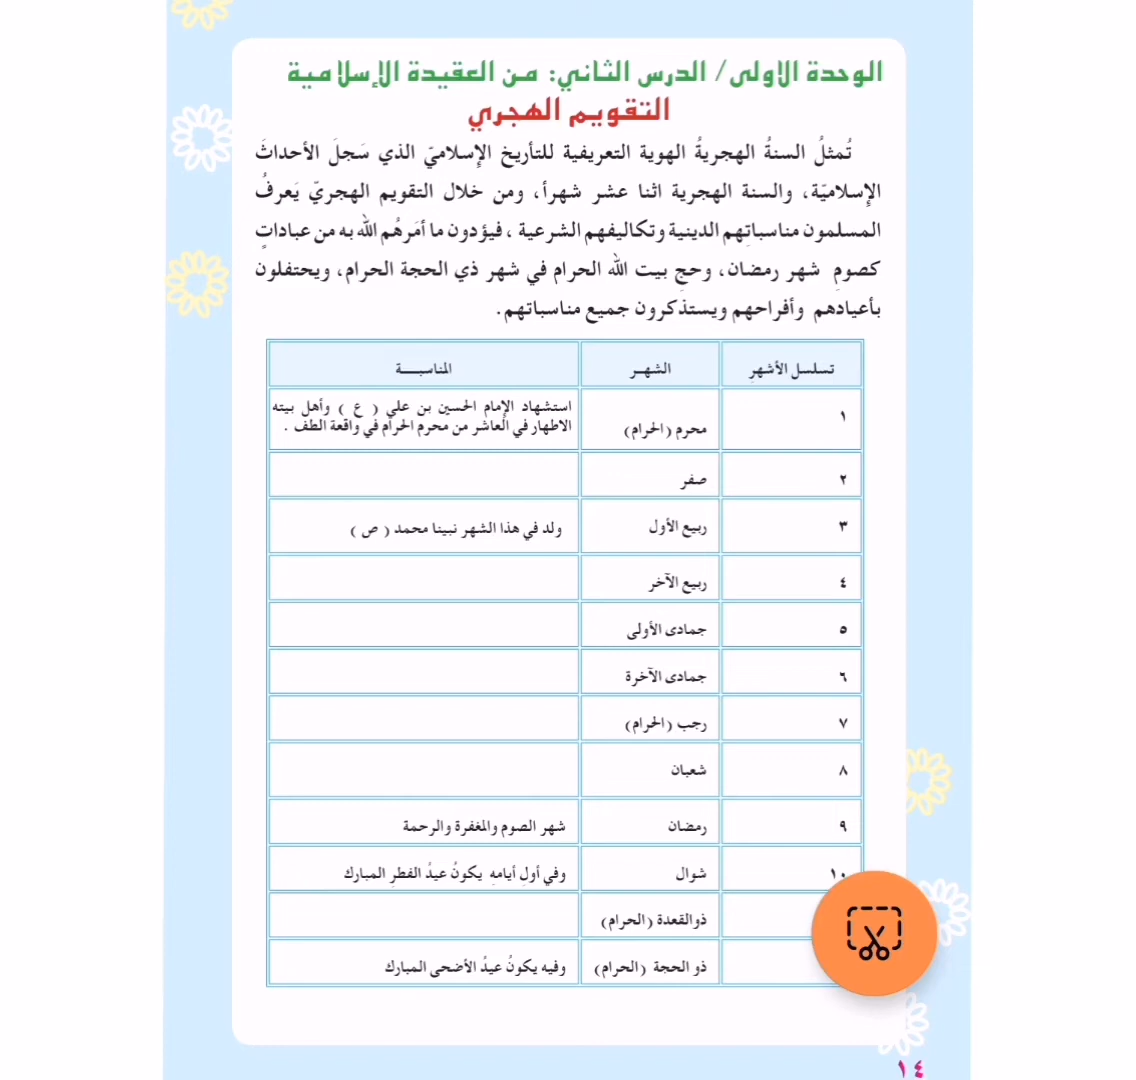 الوحدة الاولى/ الدرس الثاني: من العقيدة الإسلامية
التقويم الهجري
تُمثلُ السنةُ الهجريةُ الهوية التعريفية للتأريخ الإسلاميّ الذي سَجلَ الأحداثَ
الإِسلاميّة، والسنة الهجرية اثنا عشر شهراً، ومن خلال التقويم الهجريّ يَعرفُ
المسلمون مناسباتِهم الدينية وتكاليفهم الشرعية ، فيؤدون ما أمَرهُم الله به من عباداتٍ
كصومِ شهر رمضان، وحجِ بيت الله الحرام في شهر ذي الحجة الحرام، ويحتفلون
بأعيادهم وأفراحهم ويستذكرون جميع مناسباتهم.
تسلسل الأشهرِ الشهـر المناسبـــة
١ محرم (الحرام) استشهاد الإمام الحسين بن علي ( ع ) وأهل بيته
الاطهار في العاشر من محرم الحرام في واقعة الطف .
٢ صفر
٣ ربيع الأول ولد في هذا الشهر نبينا محمد ( ص )
٤ ربيع الآخر
٥ جمادى الأولى
٦ جمادى الآخرة
٧ رجب (الحرام)
٨ شعبان
٩ رمضان شهر الصوم والمغفرة والرحمة
١٠ شوال وفي أولِ أيامهِ يكونُ عيدُ الفطرِ المبارك
ذوالقعدة (الحرام)
ذو الحجة (الحرام) وفيه يكونُ عيدُ الأضحى المبارك
١٤